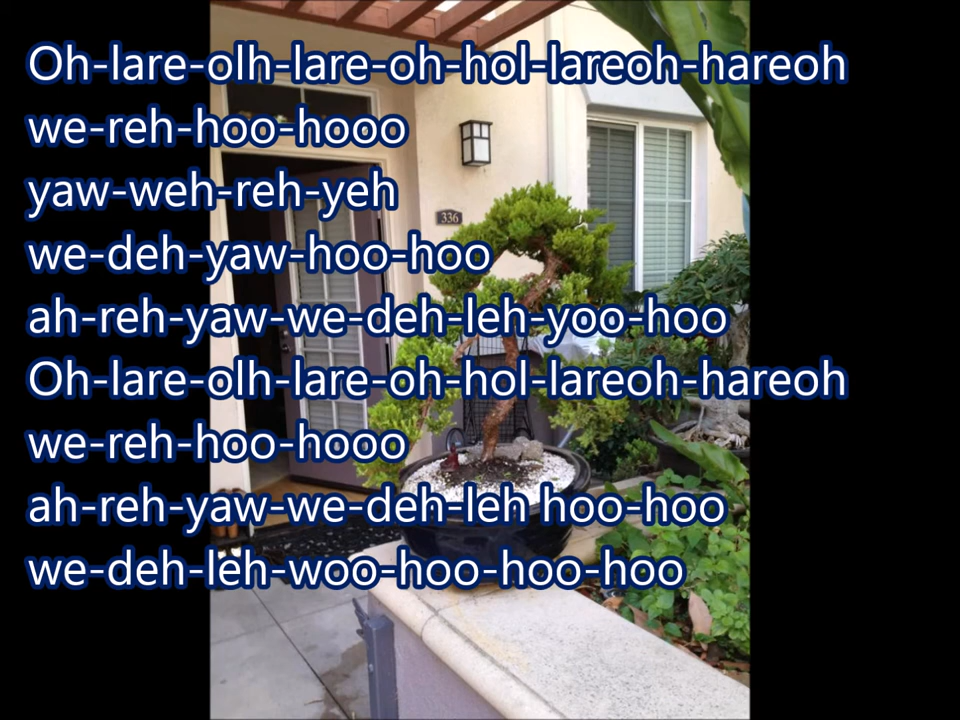 Oh-lare-olh-lare-oh-hol-lareoh-hareoh
we-reh-hoo-hooo
yaw-weh-reh-yeh
336
we-deh-yaw-hoo-hoo
ah-reh-yaw-we-deh-leh-yoo-hoo
Oh-lare-olh-lare-oh-hol-lareoh-hareoh
we-reh-hoo-hooo
ah-reh-yaw-we-deh-leh hoo-hoo
we-deh-leh-woo-hoo-hoo-hoo